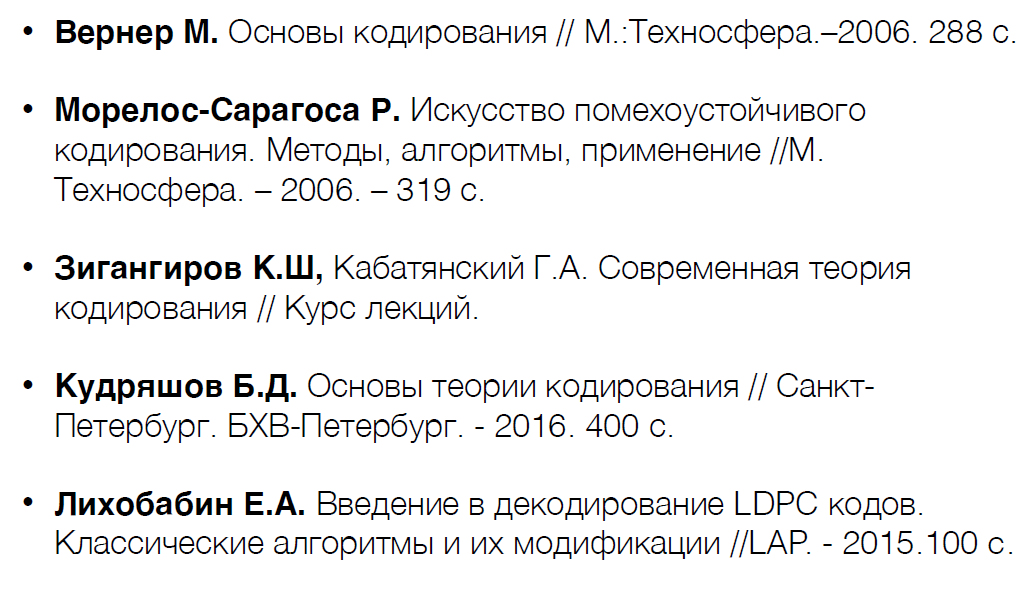 • Вернер М. Основы кодирования // М.:Техносфера.–2006. 288 с.
• Морелос-Сарагоса Р. Искусство помехоустойчивого
кодирования. Методы, алгоритмы, применение //М.
Техносфера. – 2006. – 319 с.
• Зигангиров К.Ш, Кабатянский Г.А. Современная теория
кодирования // Курс лекций.
• Кудряшов Б.Д. Основы теории кодирования // Санкт-
Петербург. БХВ-Петербург. - 2016. 400 с.
• Лихобабин Е.А. Введение в декодирование LDPC кодов.
Классические алгоритмы и их модификации //LAP. - 2015.100 с.